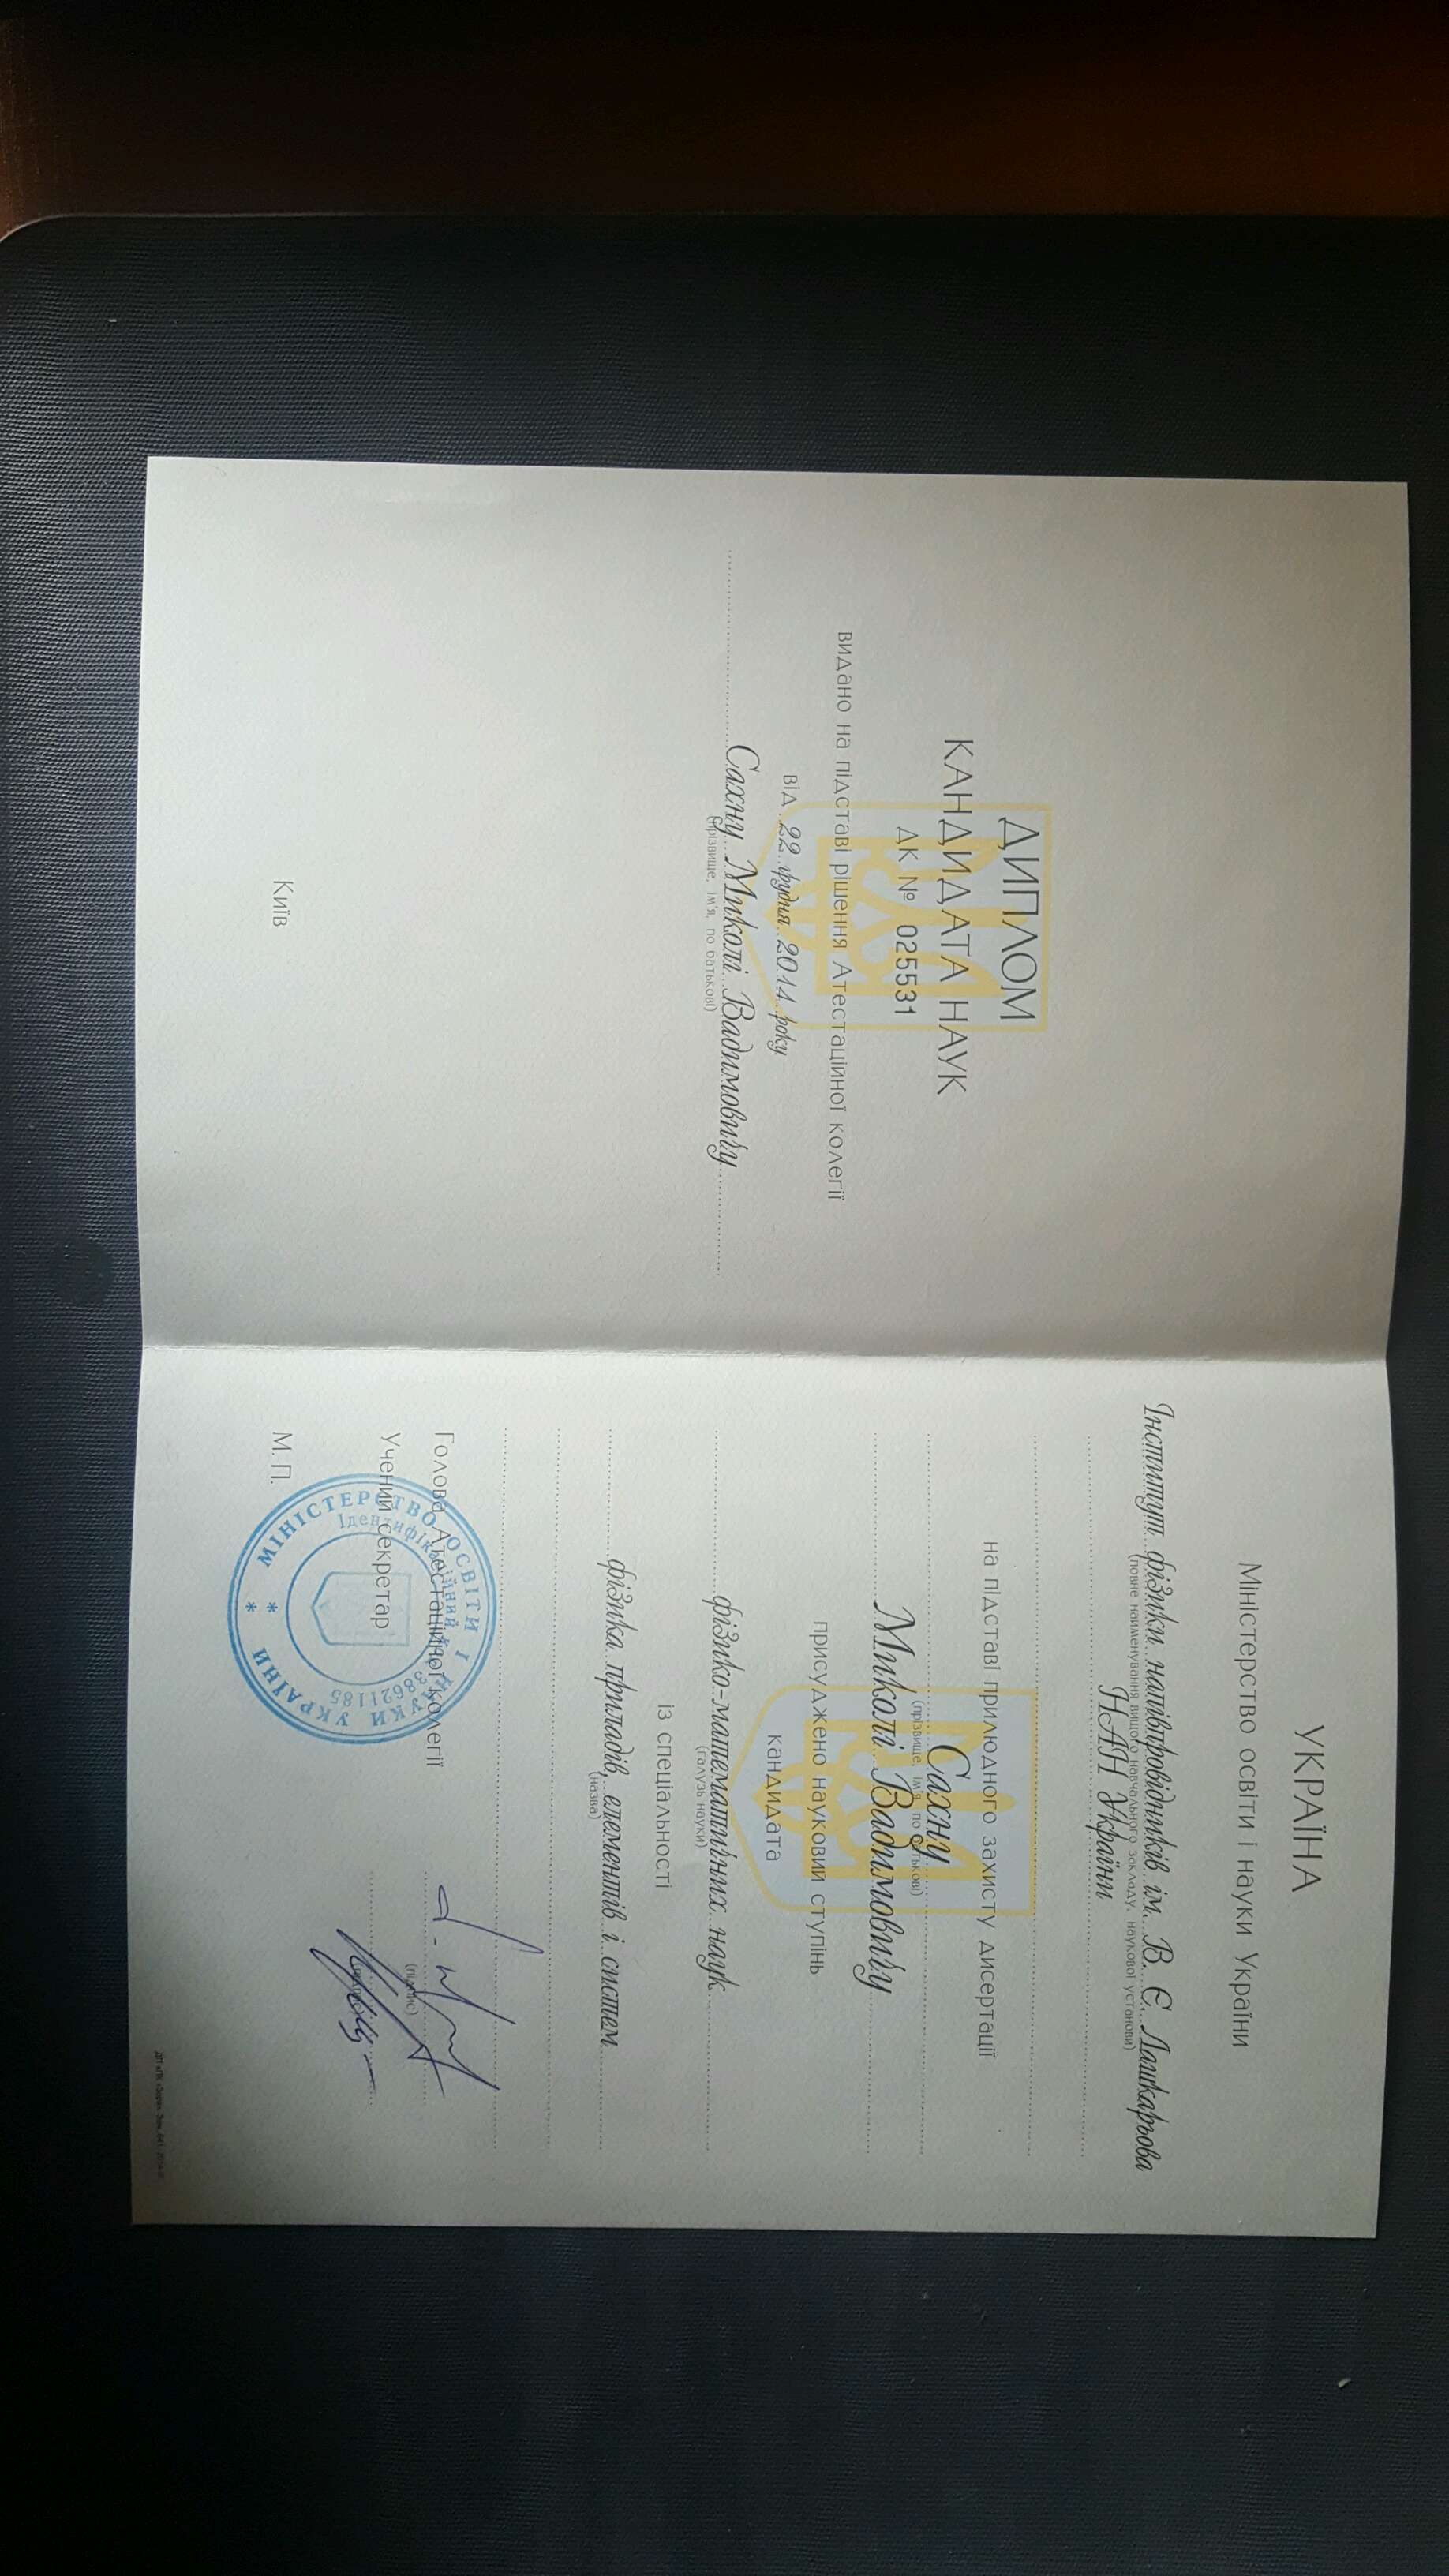 ДИПЛОМ
КАНДИДАТА НАУК
ДК № 025531
видано на підставі рішення Атестаційної колегії
від 22 грудня 2014 року
Сахну Миколі Вадимовичу
(прізвище, ім'я, по батькові)
Київ
УКРАЇНА
Міністерство освіти і науки України
Інститут фізики напівпровідників ім. В. Є. Лашкарьова
(повне найменування вищого навчального закладу, наукової установи)
НАН України
на підставі прилюдного захисту дисертації
Сахну
(прізвище, ім'я, по батькові)
Миколі Вадимовичу
присуджено науковий ступінь
кандидата
фізико-математичних наук
(галузь науки)
із спеціальності
фізика приладів, елементів і систем
(назва)
Голова Атестаційної колегії
(підпис)
Учений секретар
М. П.
МІНІСТЕРСТВО ОСВІТИ І НАУКИ УКРАЇНИ
Ідентифікаційний
38621185